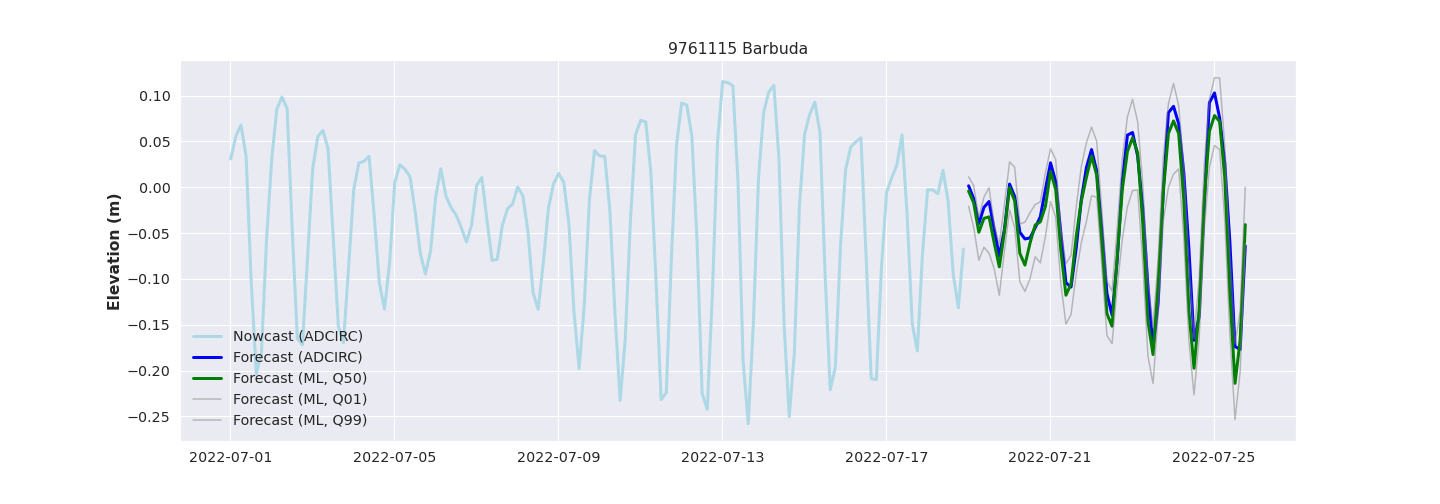 9761115 Barbuda
Elevation (m)
0.10
0.05
0.00
−0.05
−0.10
−0.15
−0.20
−0.25
Nowcast (ADCIRC)
Forecast (ADCIRC)
Forecast (ML, Q50)
Forecast (ML, Q01)
Forecast (ML, Q99)
2022-07-01
2022-07-05
2022-07-09
2022-07-13
2022-07-17
2022-07-21
2022-07-25